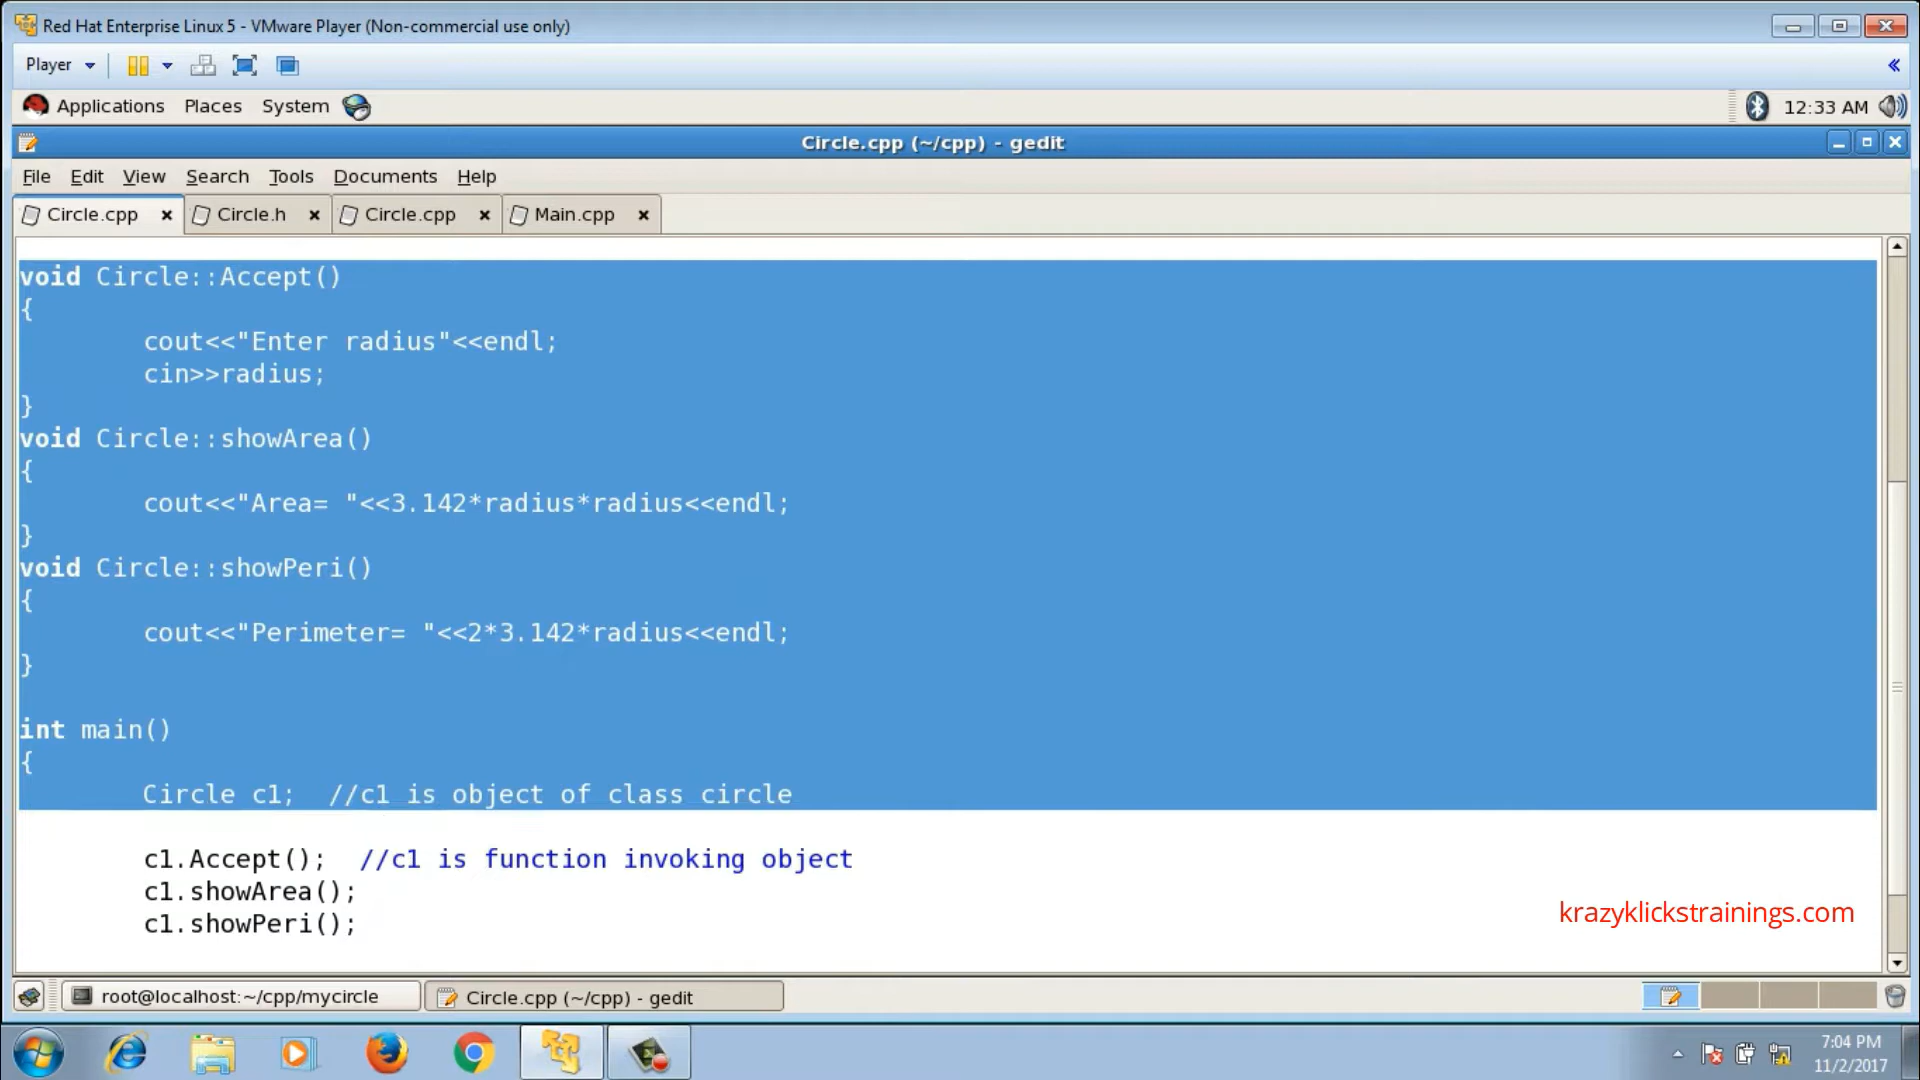 Red Hat Enterprise Linux 5 - VMware Player (Non-commercial use only)
Player
Applications Places System
12:33 AM
Circle.cpp (~/cpp) - gedit
File Edit View Search Tools Documents Help
Circle.cpp Circle.h Circle.cpp Main.cpp
void Circle::Accept()
{
cout<<"Enter radius"<<endl;
cin>>radius;
}
void Circle::showArea()
{
cout<<"Area= "<<3.142*radius*radius<<endl;
}
void Circle::showPeri()
{
cout<<"Perimeter= "<<2*3.142*radius<<endl;
}
int main()
{
Circle c1; //c1 is object of class circle
c1.Accept(); //c1 is function invoking object
c1.showArea();
c1.showPeri();
krazyklickstrainings.com
root@localhost:~/cpp/mycircle Circle.cpp (~/cpp) - gedit
7:04 PM
11/2/2017